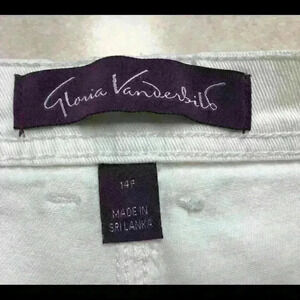 Gloria Vanderbilt
14P
MADE IN
SRI LANKA